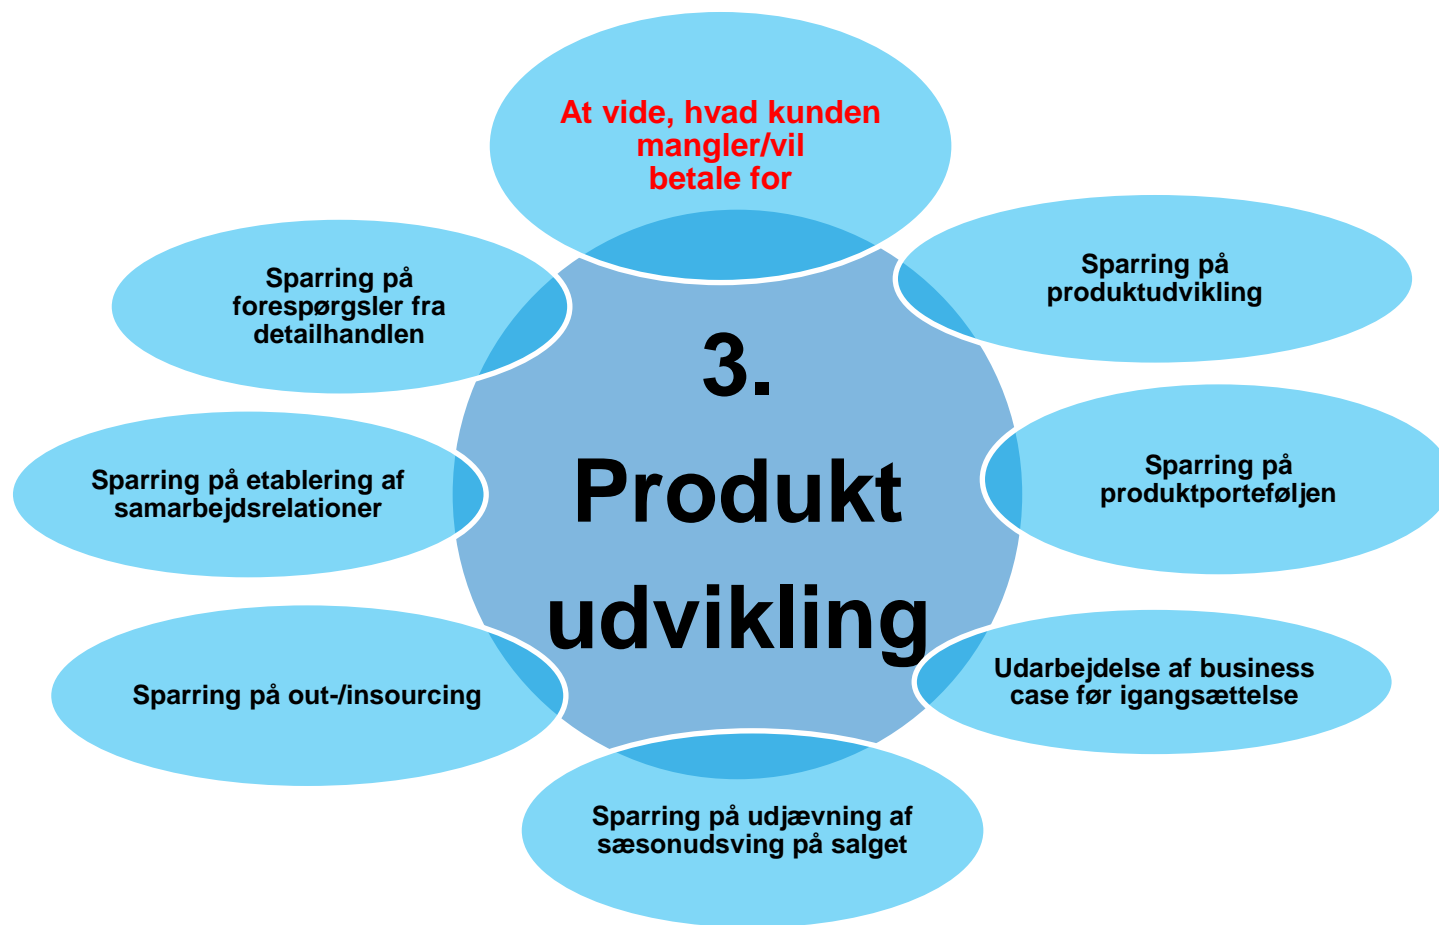 At vide, hvad kunden
mangler/vil
betale for
Sparring på
produktudvikling
Sparring på
produktporteføljen
Udarbejdelse af business
case før igangsættelse
Sparring på udjævning af
sæsonudsving på salget
Sparring på out-/insourcing
Sparring på etablering af
samarbejdsrelationer
Sparring på
forespørgsler fra
detailhandlen
3.
Produkt
udvikling